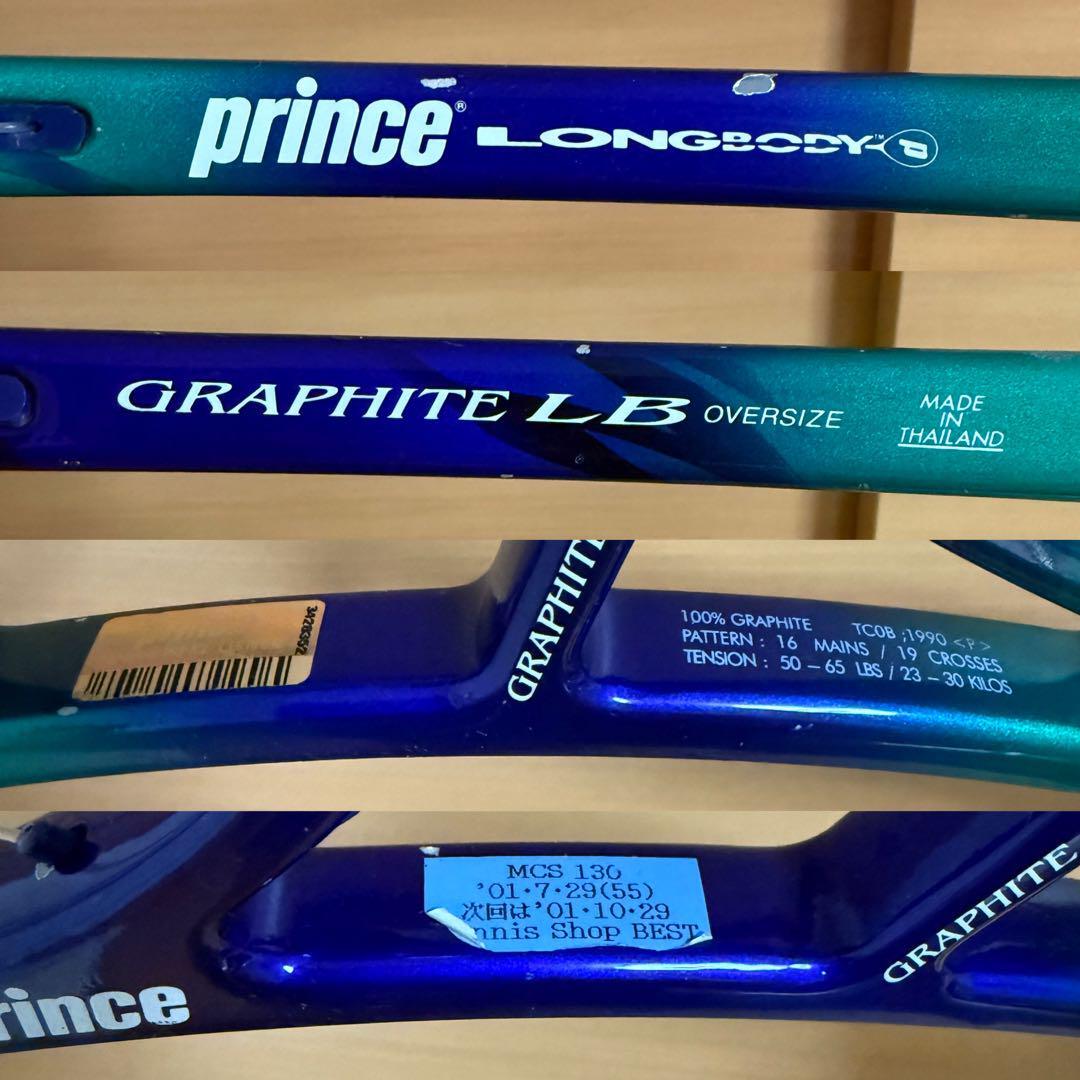 prince® LONGBODY™ P
GRAPHITE LB OVERSIZE
MADE
IN
THAILAND
GRAPHITE
100% GRAPHITE TC0B ;1990 <P>
PATTERN : 16 MAINS / 19 CROSSES
TENSION : 50 – 65 LBS / 23 – 30 KILOS
MCS 130
'01・7・29(55)
次回は'01・10・29
nnis Shop BEST
GRAPHITE
rince